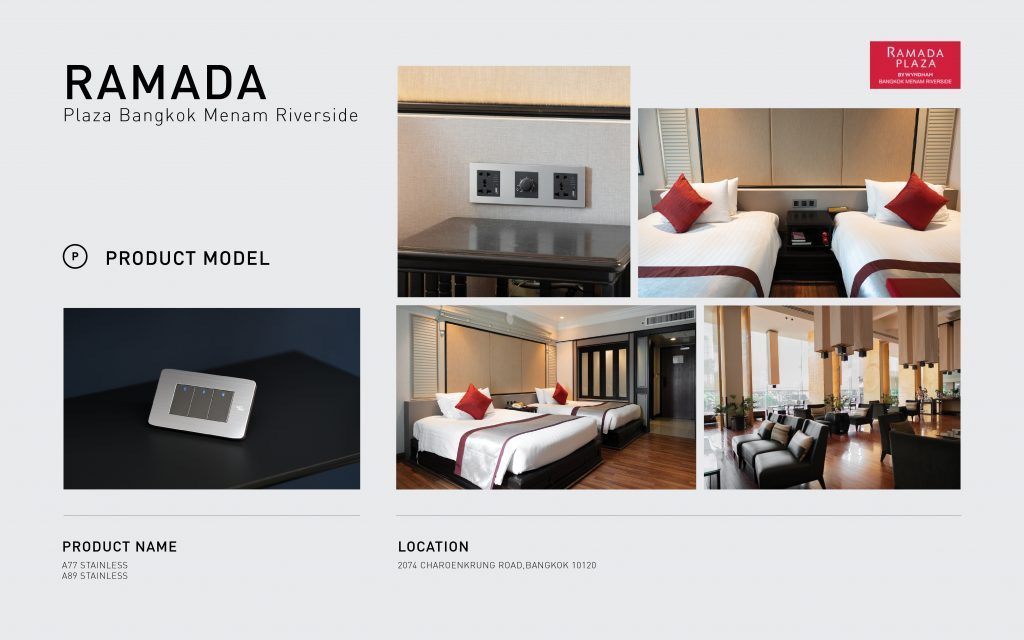 RAMADA
Plaza Bangkok Menam Riverside
RAMADA
PLAZA
BY WYNDHAM
BANGKOK MENAM RIVERSIDE
P PRODUCT MODEL
PRODUCT NAME
A77 STAINLESS
A89 STAINLESS
LOCATION
2074 CHAROENKRUNG ROAD,BANGKOK 10120